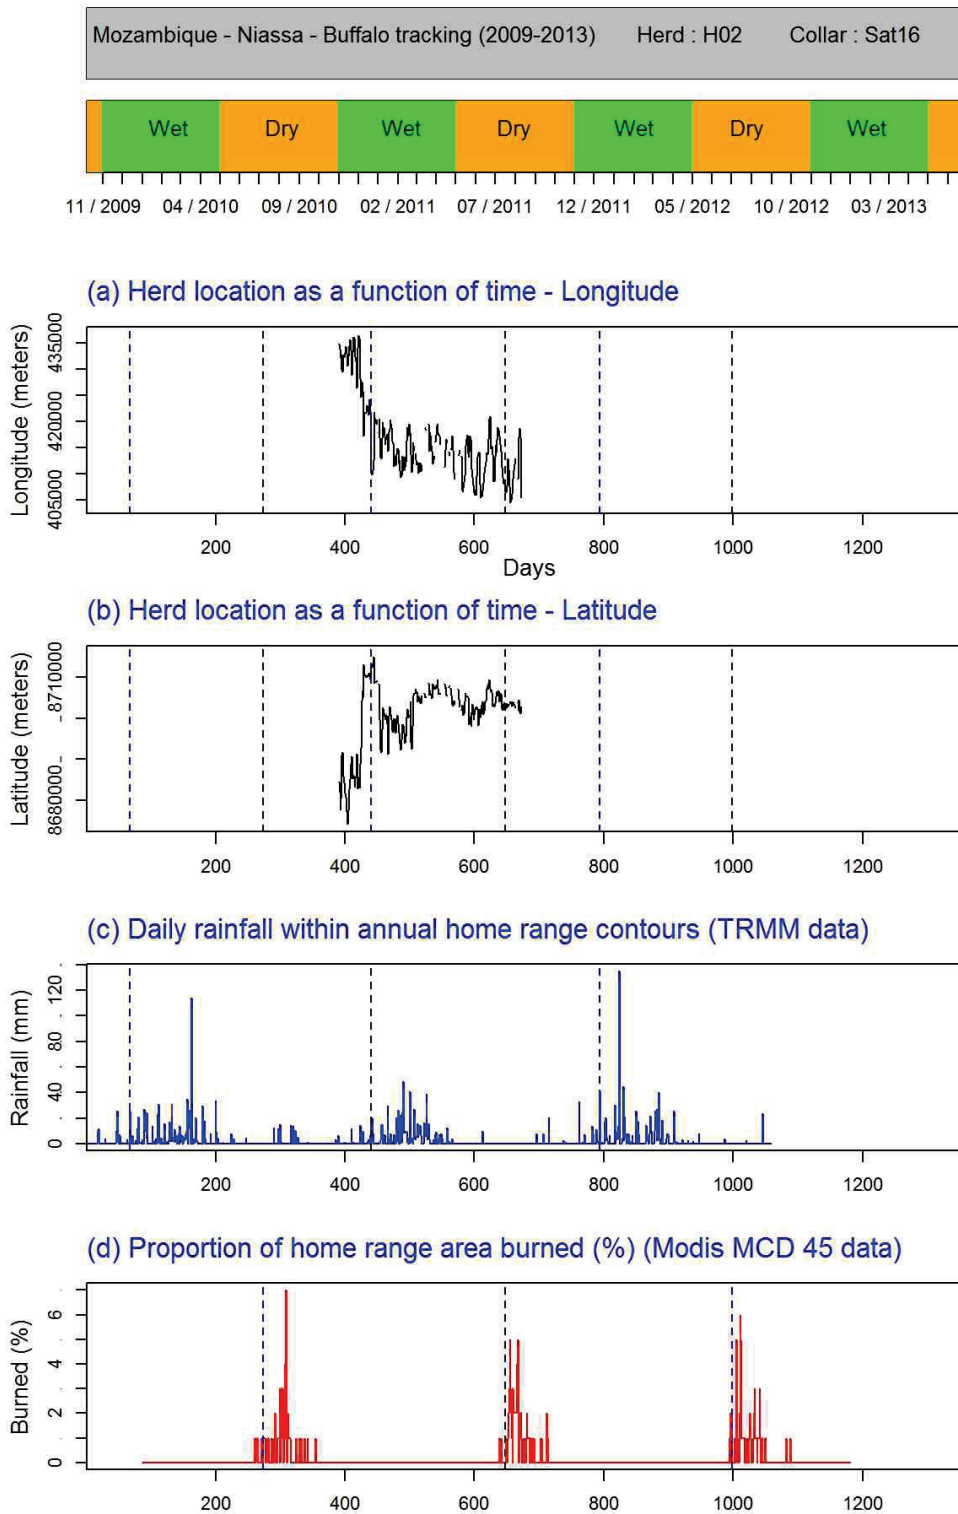 Mozambique - Niassa - Buffalo tracking (2009-2013) Herd : H02 Collar : Sat16
Wet Dry Wet Dry Wet Dry Wet
11 / 2009 04 / 2010 09 / 2010 02 / 2011 07 / 2011 12 / 2011 05 / 2012 10 / 2012 03 / 2013
(a) Herd location as a function of time - Longitude
Longitude (meters)
435000
420000
405000
200 400 600 800 1000 1200
Days
(b) Herd location as a function of time - Latitude
Latitude (meters)
8710000
8680000
200 400 600 800 1000 1200
(c) Daily rainfall within annual home range contours (TRMM data)
Rainfall (mm)
120
80
40
0
200 400 600 800 1000 1200
(d) Proportion of home range area burned (%) (Modis MCD 45 data)
Burned (%)
6
4
2
0
200 400 600 800 1000 1200